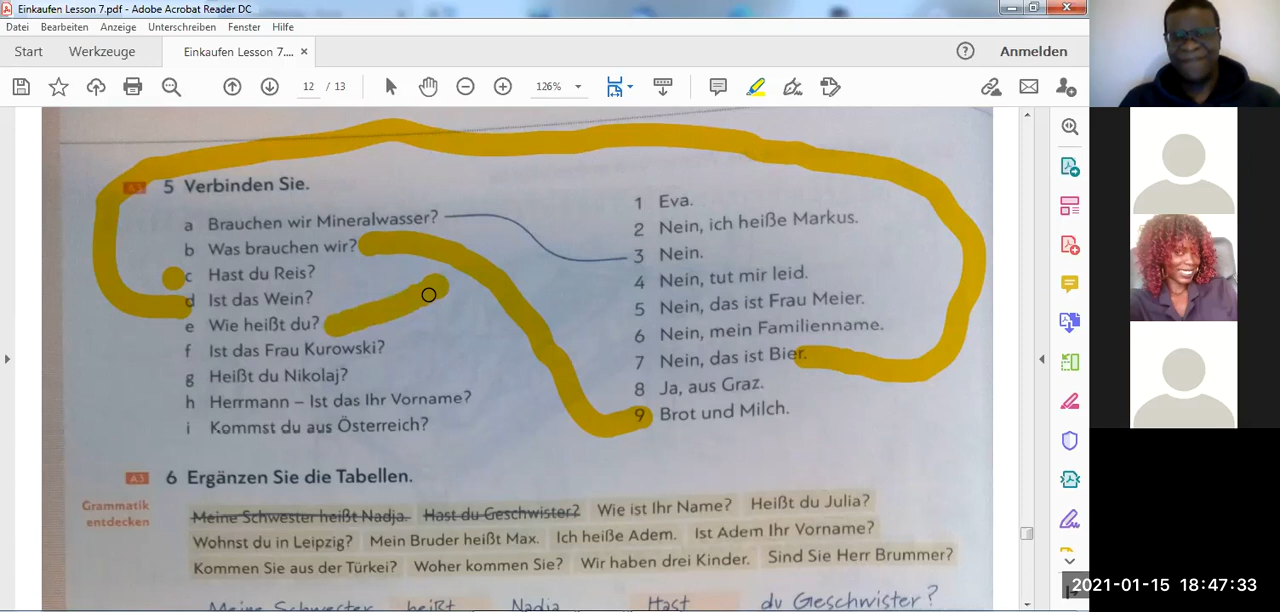 Einkaufen Lesson 7.pdf - Adobe Acrobat Reader DC
Datei Bearbeiten Anzeige Unterschreiben Fenster Hilfe
Start Werkzeuge Einkaufen Lesson 7.... × Anmelden
12 / 13 126%
A3 5 Verbinden Sie.
a Brauchen wir Mineralwasser?
b Was brauchen wir?
c Hast du Reis?
d Ist das Wein?
e Wie heißt du?
f Ist das Frau Kurowski?
g Heißt du Nikolaj?
h Herrmann – Ist das Ihr Vorname?
i Kommst du aus Österreich?
1 Eva.
2 Nein, ich heiße Markus.
3 Nein.
4 Nein, tut mir leid.
5 Nein, das ist Frau Meier.
6 Nein, mein Familienname.
7 Nein, das ist Bier.
8 Ja, aus Graz.
9 Brot und Milch.
A3 6 Ergänzen Sie die Tabellen.
Grammatik
entdecken
Meine Schwester heißt Nadja. Hast du Geschwister? Wie ist Ihr Name? Heißt du Julia?
Wohnst du in Leipzig? Mein Bruder heißt Max. Ich heiße Adem. Ist Adem Ihr Vorname?
Kommen Sie aus der Türkei? Woher kommen Sie? Wir haben drei Kinder. Sind Sie Herr Brummer?
Meine Schwester heißt Nadja Hast du Geschwister?
2021-01-15 18:47:33